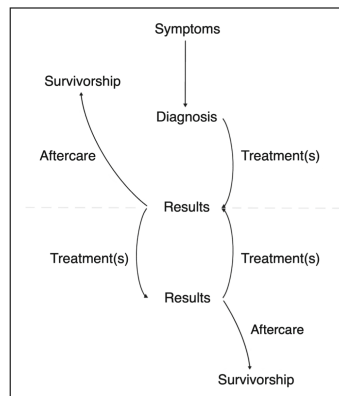 Symptoms
Survivorship
Diagnosis
Aftercare
Treatment(s)
Results
Treatment(s)
Treatment(s)
Results
Aftercare
Survivorship